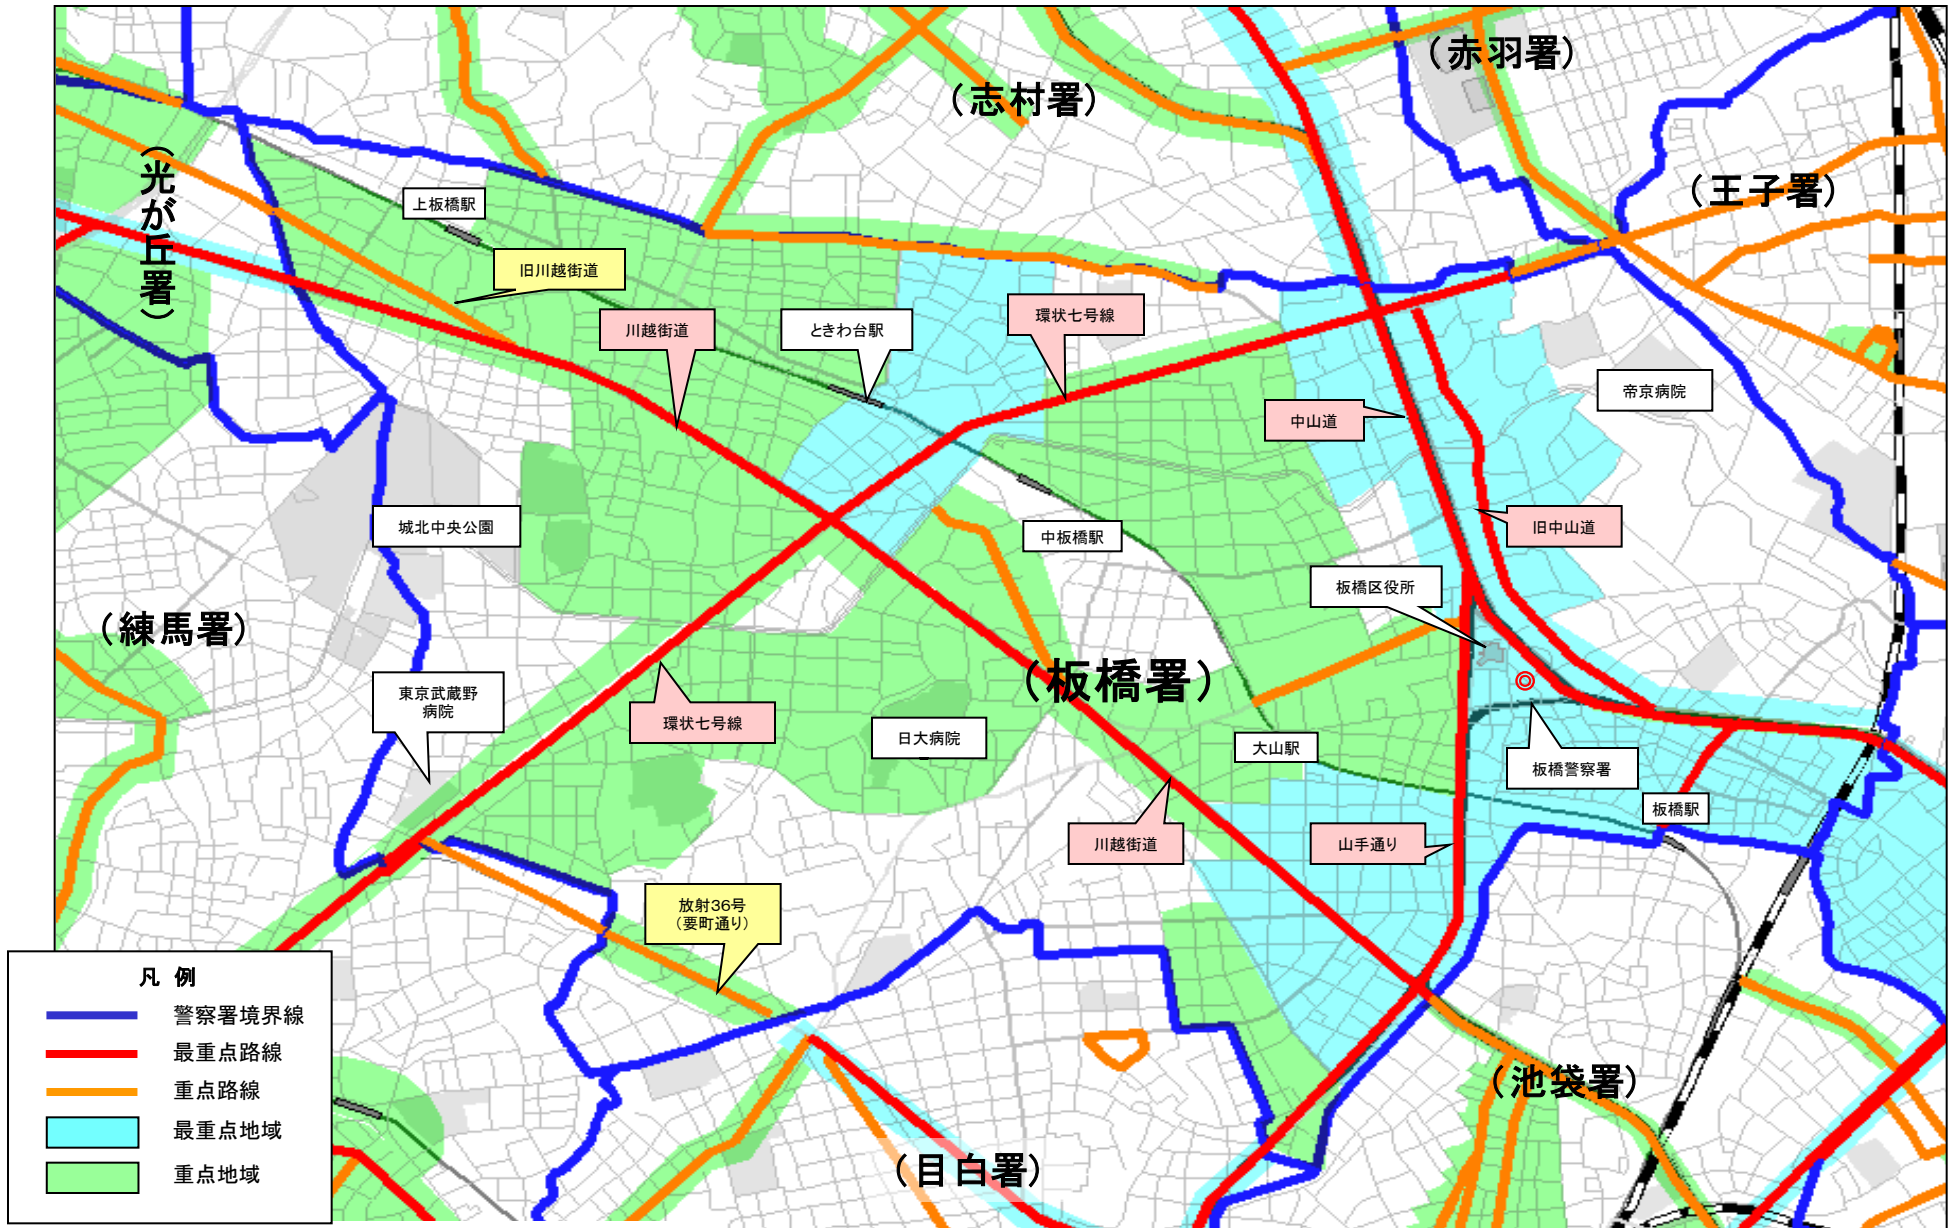 （赤羽署）
（志村署）
（光が丘署）
（王子署）
上板橋駅
旧川越街道
川越街道
ときわ台駅
環状七号線
帝京病院
中山道
城北中央公園
中板橋駅
旧中山道
板橋区役所
（練馬署）
（板橋署）
東京武蔵野
病院
環状七号線
日大病院
大山駅
板橋警察署
板橋駅
川越街道
山手通り
放射36号
（要町通り）
（池袋署）
（目白署）
凡 例
警察署境界線
最重点路線
重点路線
最重点地域
重点地域